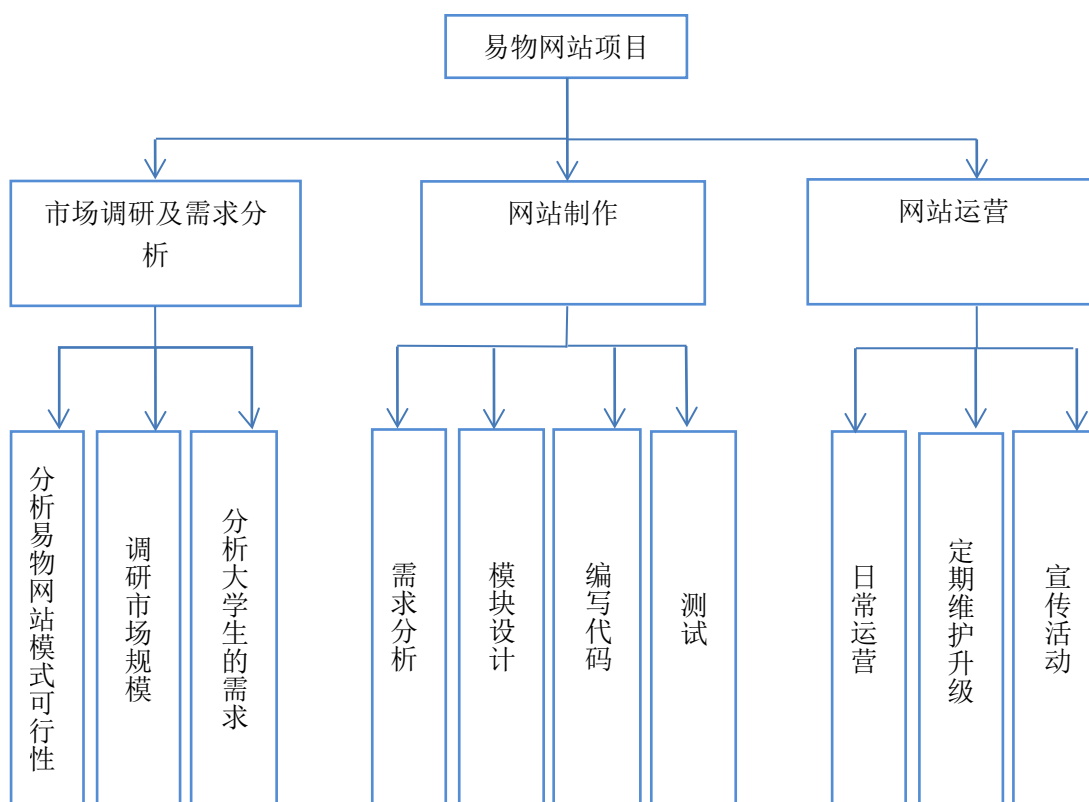 易物网站项目
市场调研及需求分
析
网站制作
网站运营
分析易物网站模式可行性
调研市场规模
分析大学生的需求
需求分析
模块设计
编写代码
测试
日常运营
定期维护升级
宣传活动